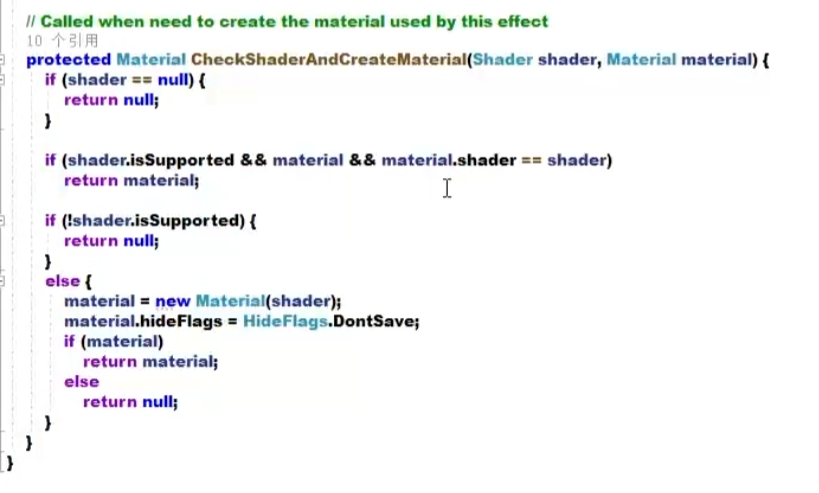 // Called when need to create the material used by this effect
10 个引用
protected Material CheckShaderAndCreateMaterial(Shader shader, Material material) {
if (shader == null) {
return null;
}
if (shader.isSupported && material && material.shader == shader)
return material;
if (!shader.isSupported) {
return null;
}
else {
material = new Material(shader);
material.hideFlags = HideFlags.DontSave;
if (material)
return material;
else
return null;
}
}
}